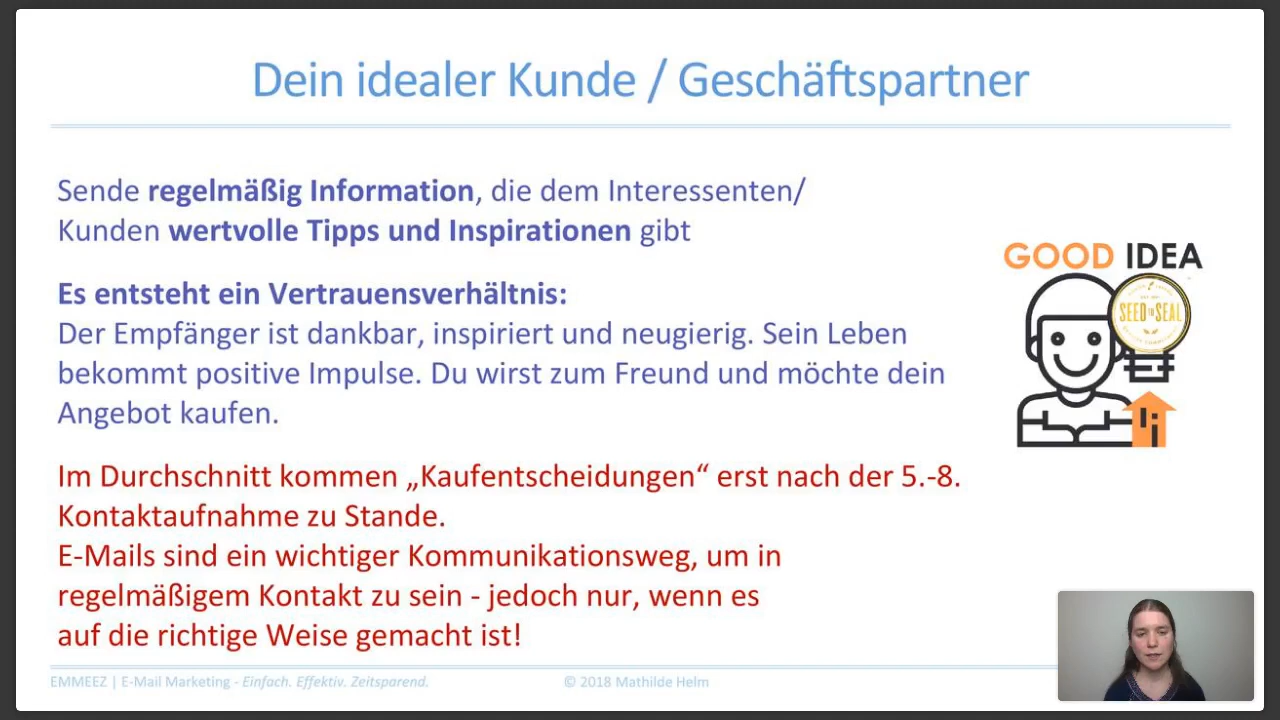 Dein idealer Kunde / Geschäftspartner
Sende regelmäßig Information, die dem Interessenten/
Kunden wertvolle Tipps und Inspirationen gibt
Es entsteht ein Vertrauensverhältnis:
Der Empfänger ist dankbar, inspiriert und neugierig. Sein Leben
bekommt positive Impulse. Du wirst zum Freund und möchte dein
Angebot kaufen.
GOOD IDEA
SEED TO SEAL
Im Durchschnitt kommen „Kaufentscheidungen“ erst nach der 5.-8.
Kontaktaufnahme zu Stande.
E-Mails sind ein wichtiger Kommunikationsweg, um in
regelmäßigem Kontakt zu sein - jedoch nur, wenn es
auf die richtige Weise gemacht ist!
EMMEEZ | E-Mail Marketing - Einfach. Effektiv. Zeitsparend.
© 2018 Mathilde Helm